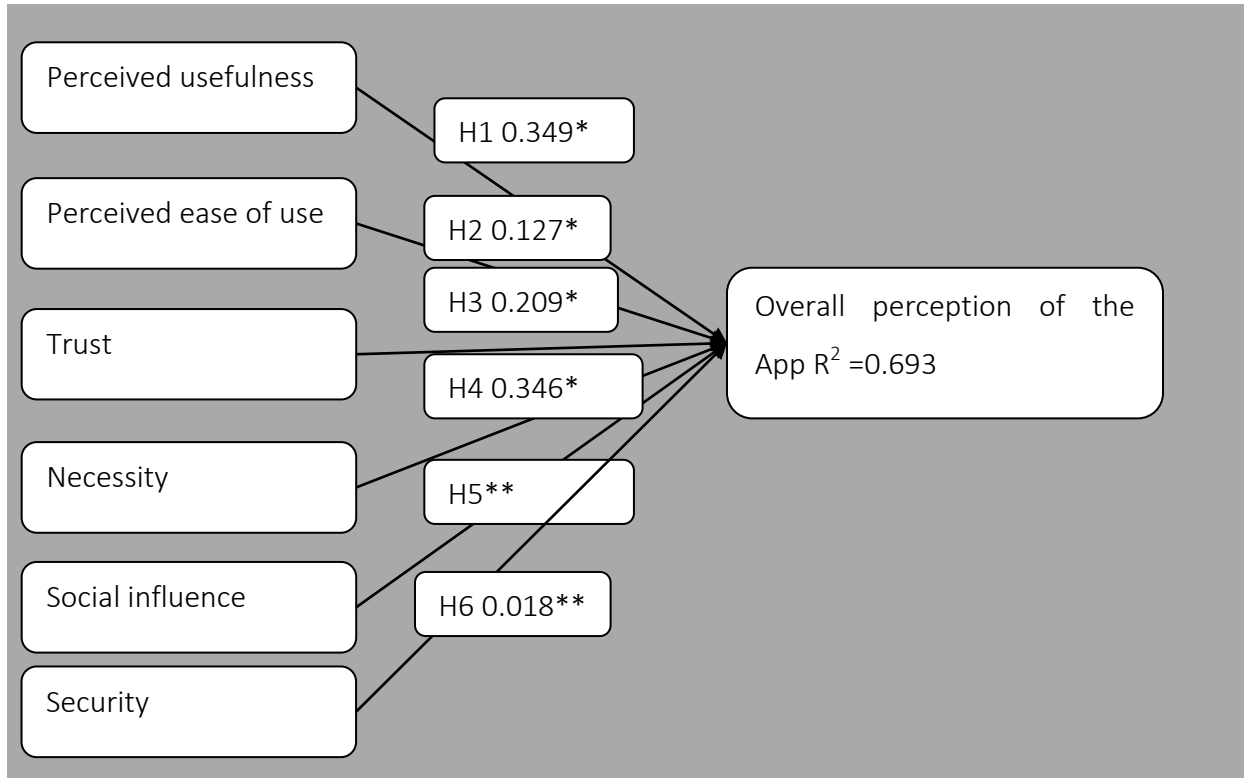 Perceived usefulness
H1 0.349*
Perceived ease of use
H2 0.127*
H3 0.209*
Overall perception of the
App R² =0.693
Trust
H4 0.346*
Necessity
H5**
Social influence
H6 0.018**
Security